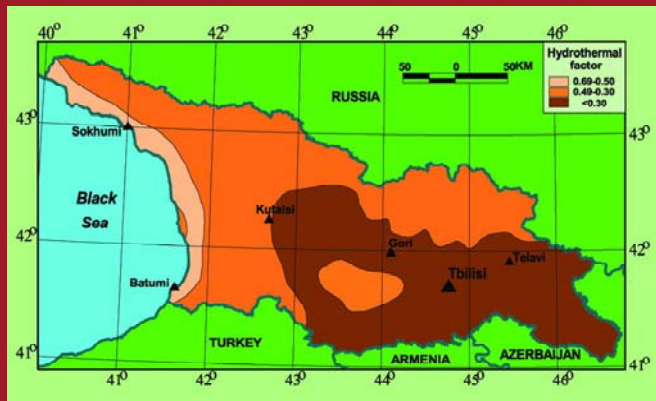 40° 41° 42° 43° 44° 45° 46°
Hydrothermal
factor
0.69-0.50
0.49-0.30
<0.30
50 0 50KM
RUSSIA
43° 43°
Sokhumi
Black
Sea
Kutaisi
42° 42°
Gori
Telavi
Tbilisi
Batumi
TURKEY
ARMENIA
AZERBAIJAN
41° 41°
41° 42° 43° 44° 45° 46°